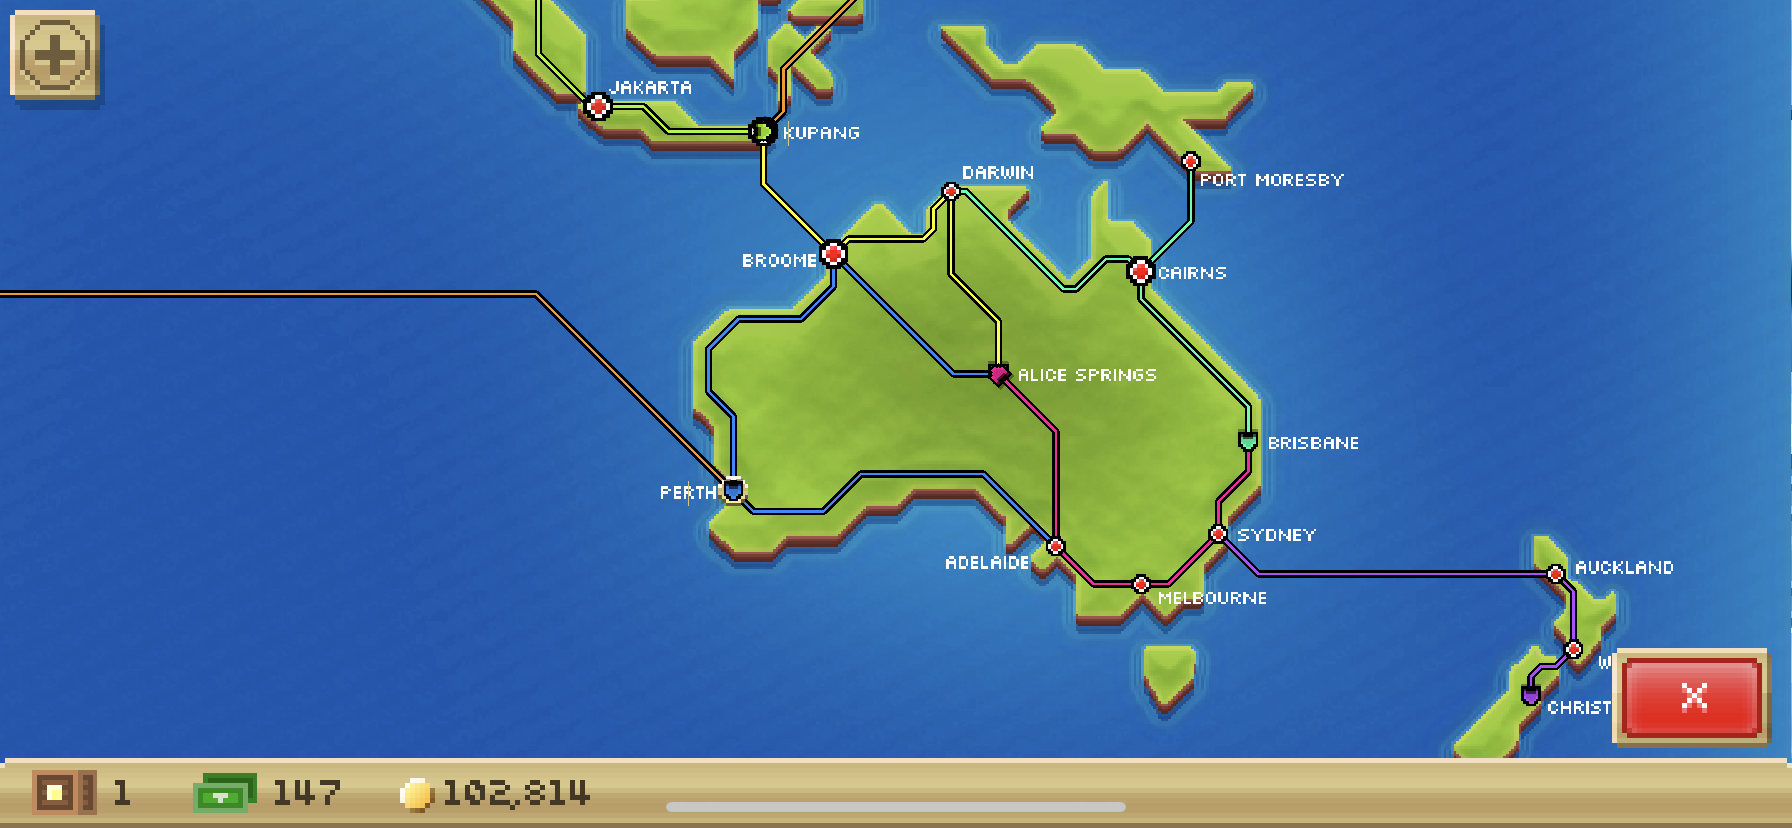 JAKARTA
KUPANG
DARWIN
PORT MORESBY
BROOME
CAIRNS
ALICE SPRINGS
BRISBANE
PERTH
SYDNEY
ADELAIDE
AUCKLAND
MELBOURNE
W
CHRIST
1
147
102,814